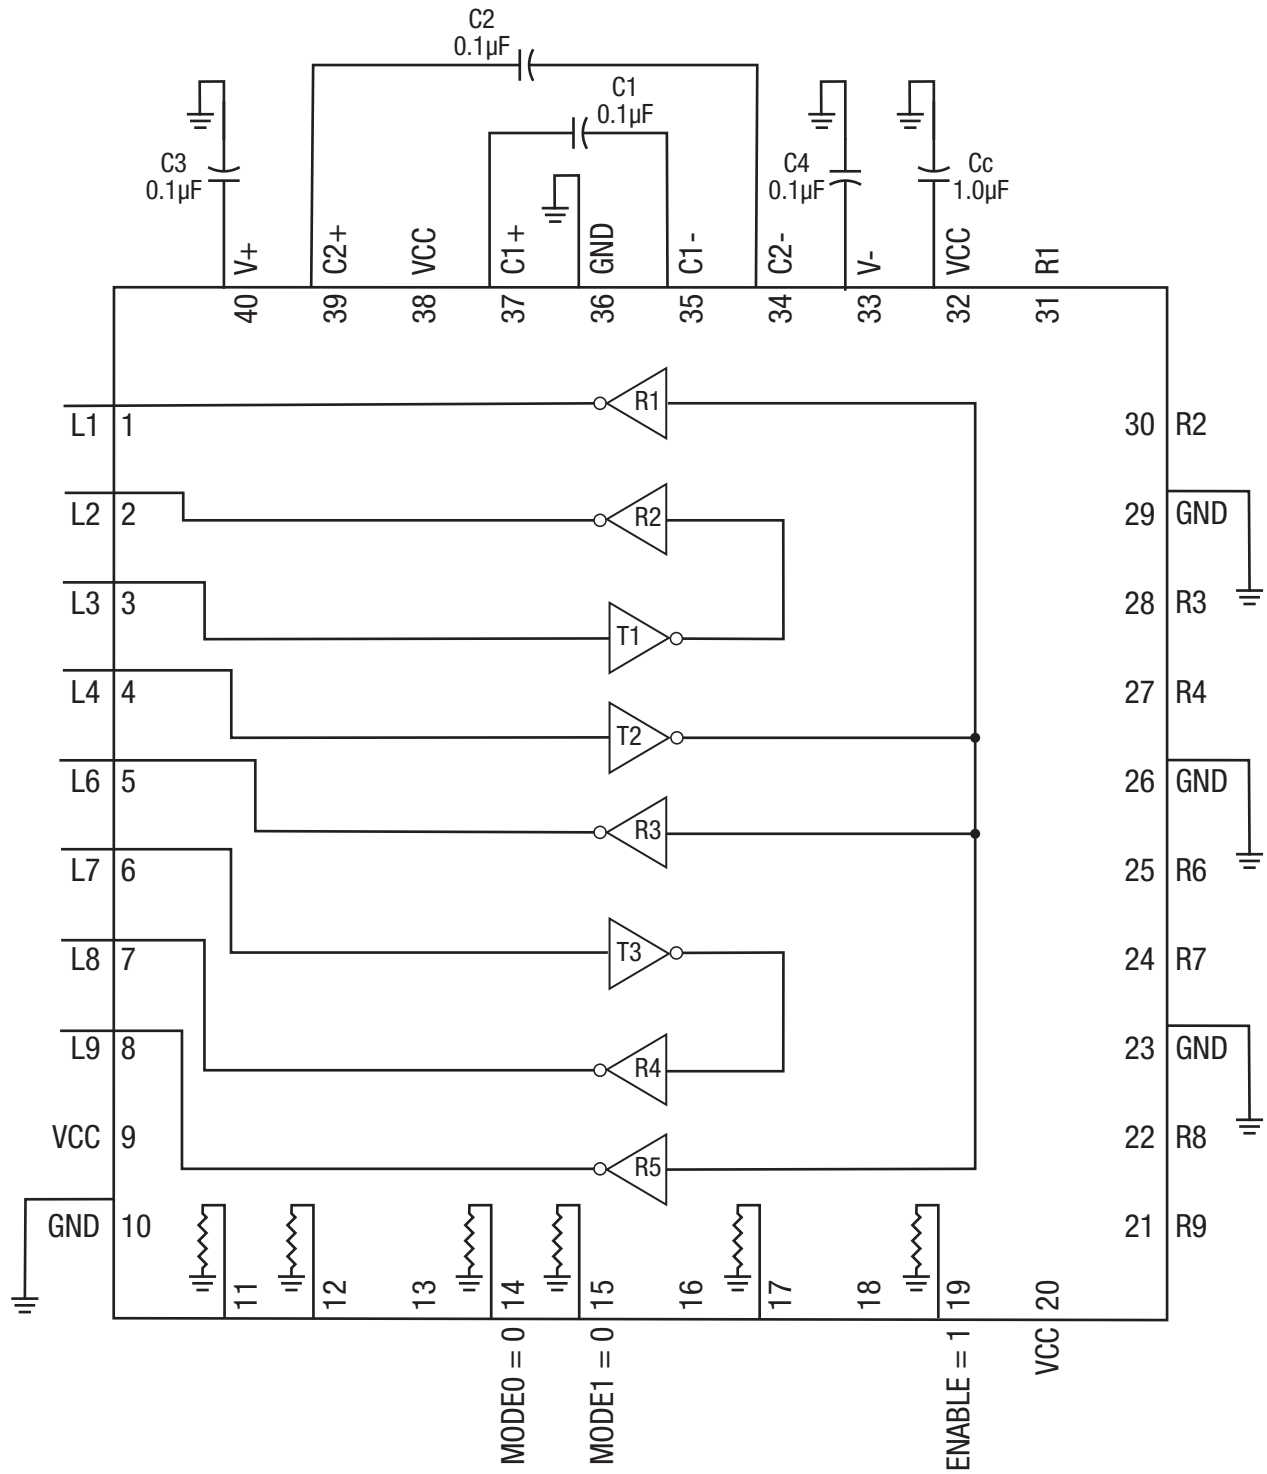 C2
0.1µF
C1
0.1µF
C3
0.1µF
C4
0.1µF
Cc
1.0µF
V+
C2+
VCC
C1+
GND
C1-
C2-
V-
VCC
R1
40
39
38
37
36
35
34
33
32
31
L1 1
R1
30 R2
L2 2
R2
29 GND
L3 3
T1
28 R3
L4 4
T2
27 R4
L6 5
R3
26 GND
L7 6
25 R6
T3
L8 7
24 R7
L9 8
R4
23 GND
VCC 9
R5
22 R8
GND 10
21 R9
11
12
13
14
15
16
17
18
19
20
MODE0 = 0
MODE1 = 0
ENABLE = 1
VCC